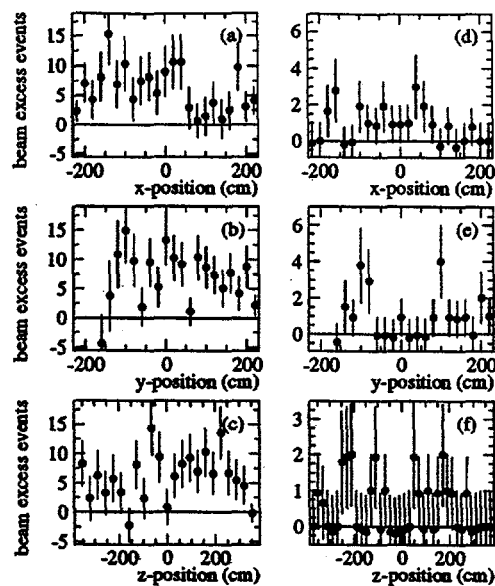 beam excess events
15
10
5
0
-5
(a)
-200 0 200
x-position (cm)
6
4
2
0
(d)
-200 0 200
x-position (cm)
beam excess events
15
10
5
0
-5
(b)
-200 0 200
y-position (cm)
6
4
2
0
(e)
-200 0 200
y-position (cm)
beam excess events
15
10
5
0
-5
(c)
-200 0 200
z-position (cm)
3
2
1
0
(f)
-200 0 200
z-position (cm)